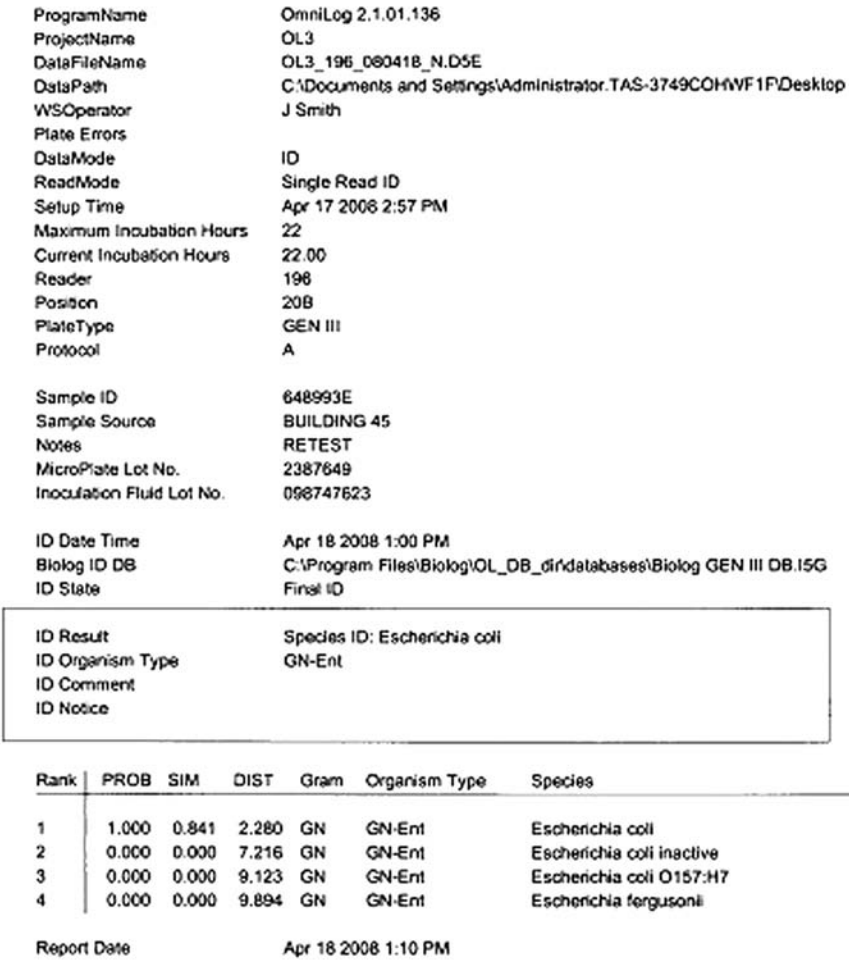 ProgramName OmniLog 2.1.01.136
ProjectName OL3
DataFileName OL3_196_080418_N.D5E
DataPath C:\Documents and Settings\Administrator.TAS-3749COHWF1F\Desktop
WSOperator J Smith
Plate Errors
DataMode ID
ReadMode Single Read ID
Setup Time Apr 17 2008 2:57 PM
Maximum Incubation Hours 22
Current Incubation Hours 22.00
Reader 196
Position 20B
PlateType GEN III
Protocol A
Sample ID 648993E
Sample Source BUILDING 45
Notes RETEST
MicroPlate Lot No. 2387649
Inoculation Fluid Lot No. 098747623
ID Date Time Apr 18 2008 1:00 PM
Biolog ID DB C:\Program Files\Biolog\OL_DB_dir\databases\Biolog GEN III DB.I5G
ID State Final ID
ID Result Species ID: Escherichia coli
ID Organism Type GN-Ent
ID Comment
ID Notice
Rank PROB SIM DIST Gram Organism Type Species
1 1.000 0.841 2.280 GN GN-Ent Escherichia coli
2 0.000 0.000 7.216 GN GN-Ent Escherichia coli inactive
3 0.000 0.000 9.123 GN GN-Ent Escherichia coli O157:H7
4 0.000 0.000 9.894 GN GN-Ent Escherichia fergusonii
Report Date Apr 18 2008 1:10 PM